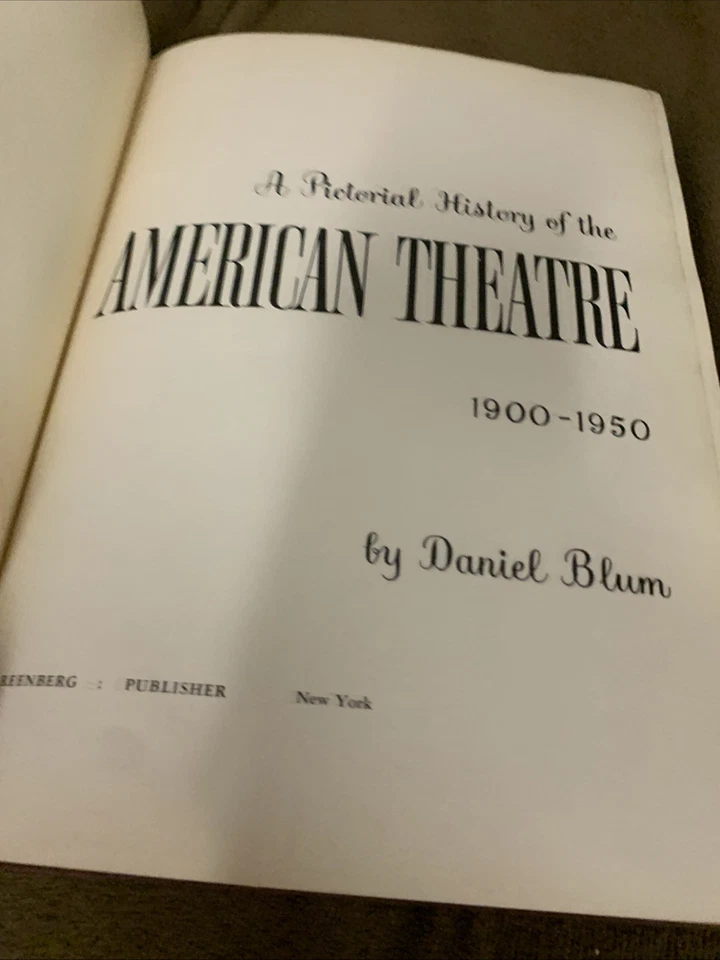 A Pictorial History of the
AMERICAN THEATRE
1900-1950
by Daniel Blum
REENBERG : PUBLISHER New York